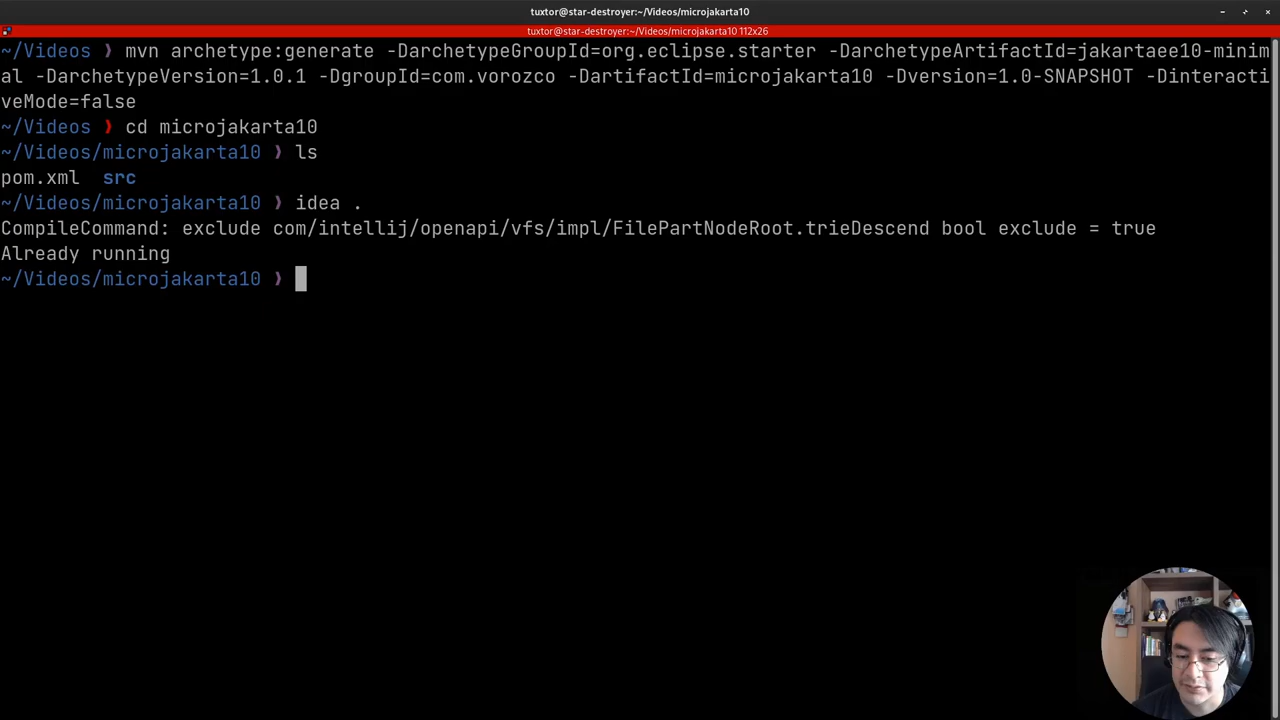 tuxtor@star-destroyer:~/Videos/microjakarta10
tuxtor@star-destroyer:~/Videos/microjakarta10 112x26
~/Videos ❯ mvn archetype:generate -DarchetypeGroupId=org.eclipse.starter -DarchetypeArtifactId=jakartaee10-minim
al -DarchetypeVersion=1.0.1 -DgroupId=com.vorozco -DartifactId=microjakarta10 -Dversion=1.0-SNAPSHOT -Dinteracti
veMode=false
~/Videos ❯ cd microjakarta10
~/Videos/microjakarta10 ❯ ls
pom.xml  src
~/Videos/microjakarta10 ❯ idea .
CompileCommand: exclude com/intellij/openapi/vfs/impl/FilePartNodeRoot.trieDescend bool exclude = true
Already running
~/Videos/microjakarta10 ❯